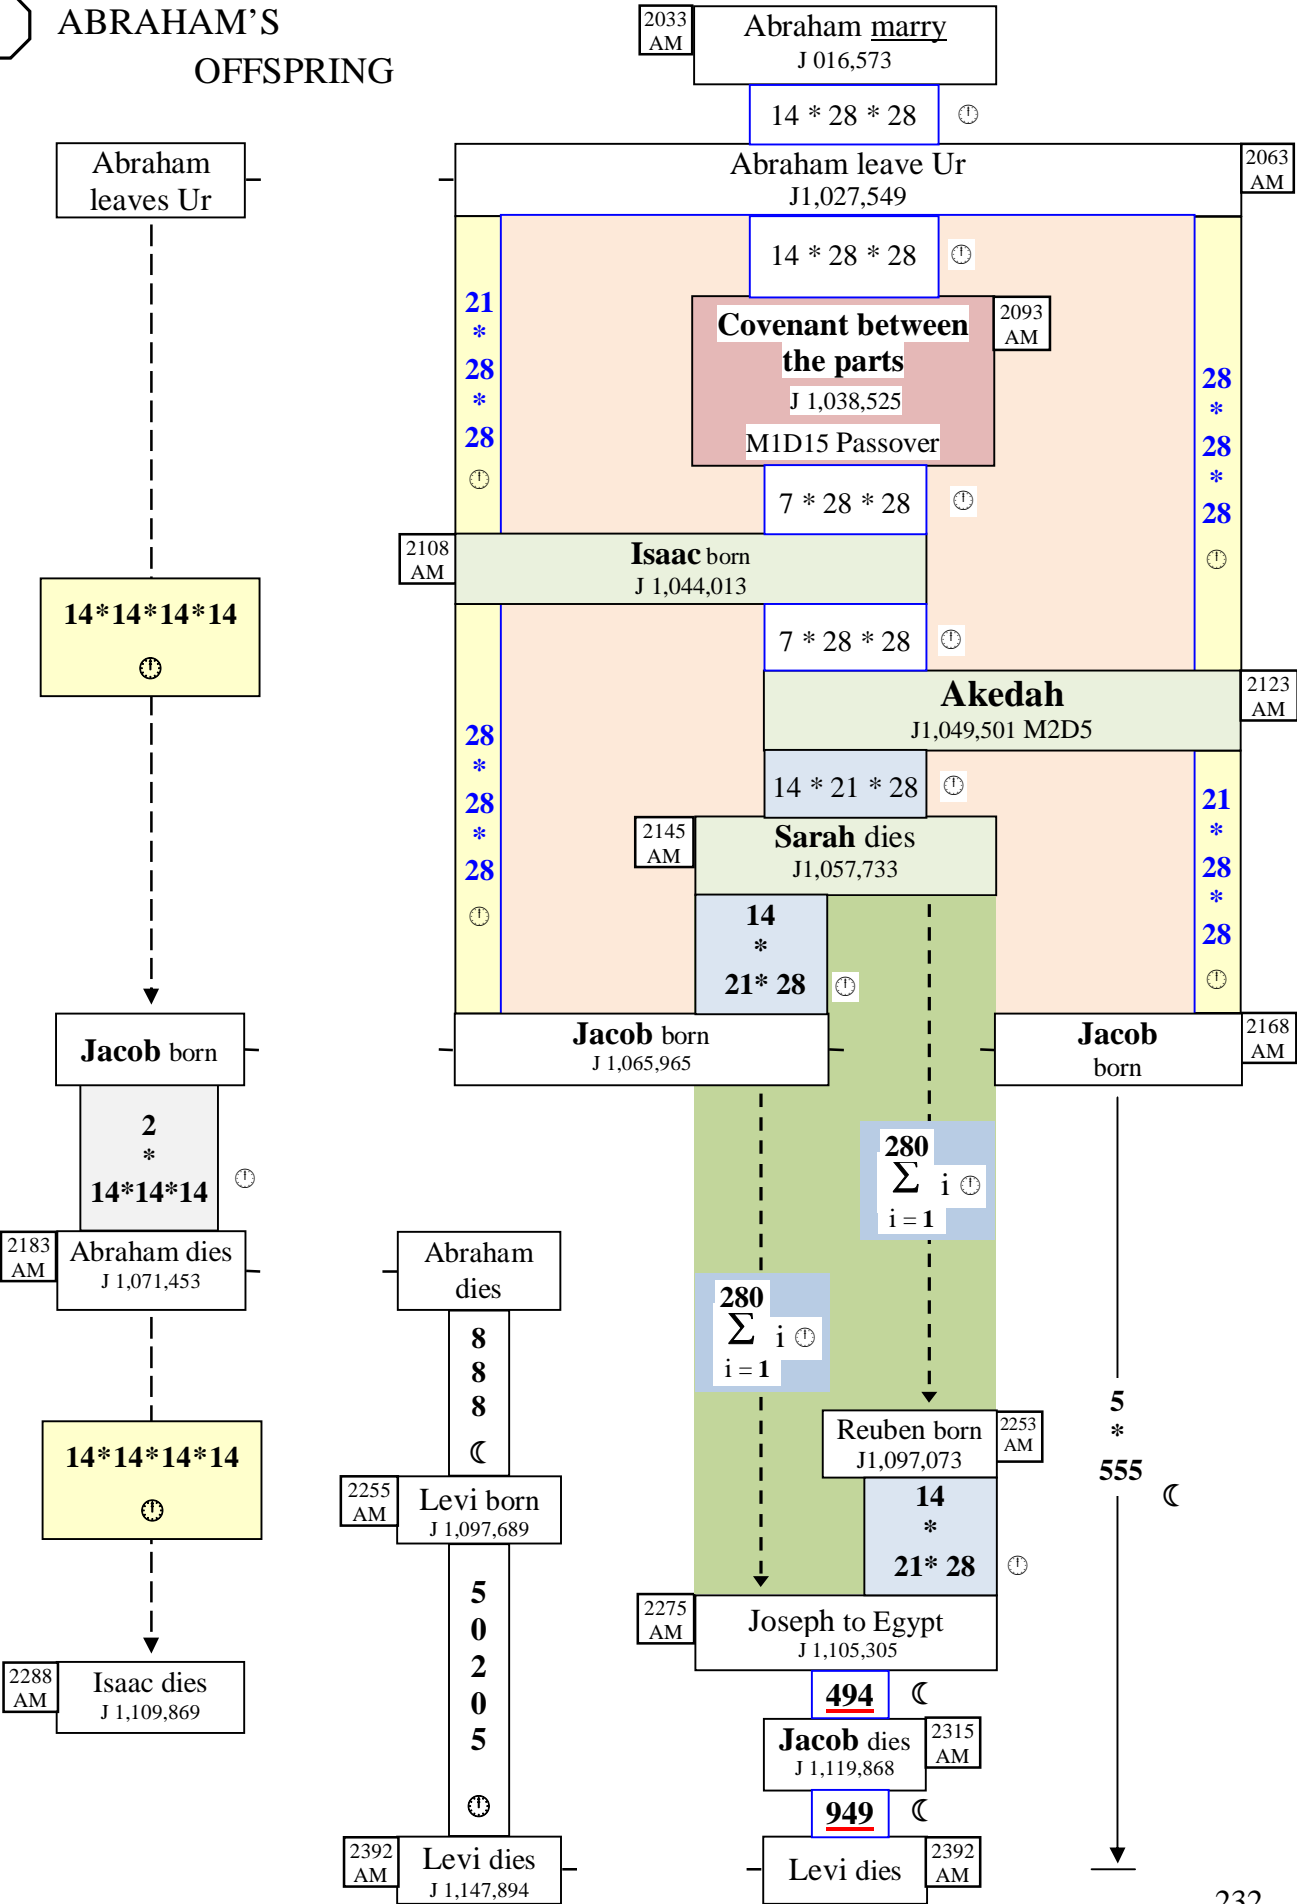 ABRAHAM'S
OFFSPRING
2033
AM
Abraham marry
J 016,573
14 * 28 * 28
Abraham
leaves Ur
Abraham leave Ur
J1,027,549
2063
AM
14 * 28 * 28
21
*
28
*
28
Covenant between
the parts
J 1,038,525
M1D15 Passover
2093
AM
28
*
28
*
28
7 * 28 * 28
2108
AM
Isaac born
J 1,044,013
14*14*14*14
7 * 28 * 28
Akedah
J1,049,501 M2D5
2123
AM
28
*
28
*
28
14 * 21 * 28
21
*
28
*
28
2145
AM
Sarah dies
J1,057,733
14
*
21* 28
Jacob born
Jacob born
J 1,065,965
Jacob
born
2168
AM
2
*
14*14*14
280
Σ i
i = 1
2183
AM
Abraham dies
J 1,071,453
Abraham
dies
280
Σ i
i = 1
8
8
8
☾
5
*
555
☾
Reuben born
J1,097,073
2253
AM
14*14*14*14
2255
AM
Levi born
J 1,097,689
14
*
21* 28
5
0
2
0
5
2275
AM
Joseph to Egypt
J 1,105,305
2288
AM
Isaac dies
J 1,109,869
494 ☾
Jacob dies
J 1,119,868
2315
AM
949 ☾
2392
AM
Levi dies
J 1,147,894
Levi dies
2392
AM
232